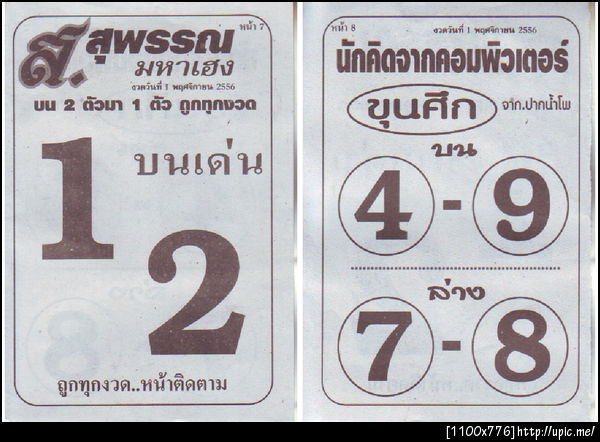 หน้า 7
ส. สุพรรณ
มหาเฮง
งวดวันที่ 1 พฤศจิกายน 2556
บน 2 ตัวมา 1 ตัว ถูกทุกงวด
บนเด่น
1
2
ถูกทุกงวด..หน้าติดตาม
หน้า 8
งวดวันที่ 1 พฤศจิกายน 2556
นักคิดจากคอมพิวเตอร์
ขุนศึก จาก.ปากน้ำโพ
บน
4 - 9
ล่าง
7 - 8
[1100x776]http://upic.me/